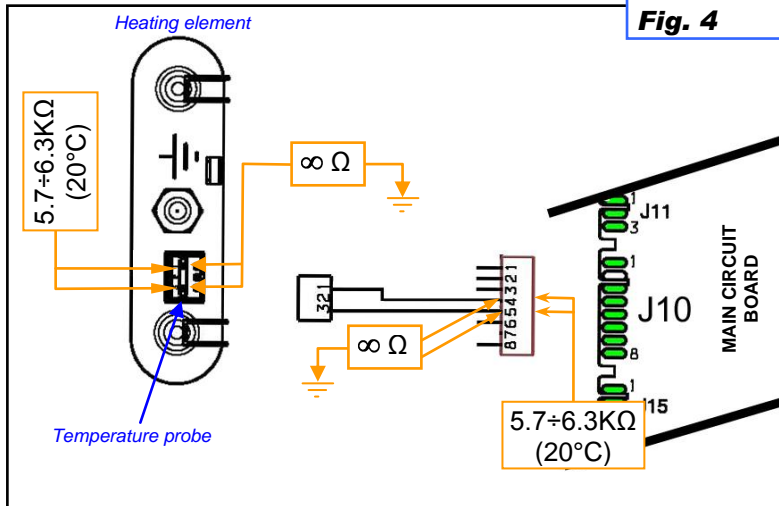 Fig. 4
Heating element
5.7÷6.3KΩ
(20°C)
∞ Ω
1
J11
3
1
J10
8
1
J15
MAIN CIRCUIT
BOARD
321
87654321
∞ Ω
5.7÷6.3KΩ
(20°C)
Temperature probe